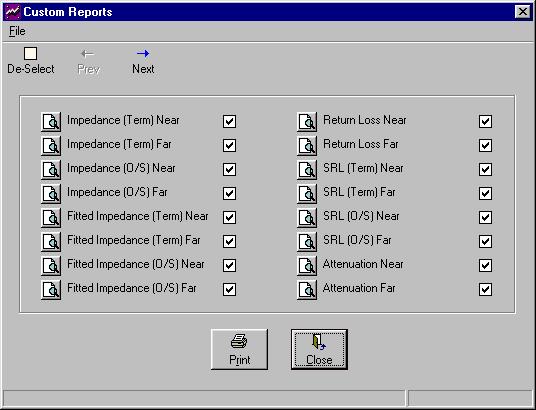 Custom Reports
File
De-Select Prev Next
Impedance (Term) Near
Impedance (Term) Far
Impedance (O/S) Near
Impedance (O/S) Far
Fitted Impedance (Term) Near
Fitted Impedance (Term) Far
Fitted Impedance (O/S) Near
Fitted Impedance (O/S) Far
Return Loss Near
Return Loss Far
SRL (Term) Near
SRL (Term) Far
SRL (O/S) Near
SRL (O/S) Far
Attenuation Near
Attenuation Far
Print Close